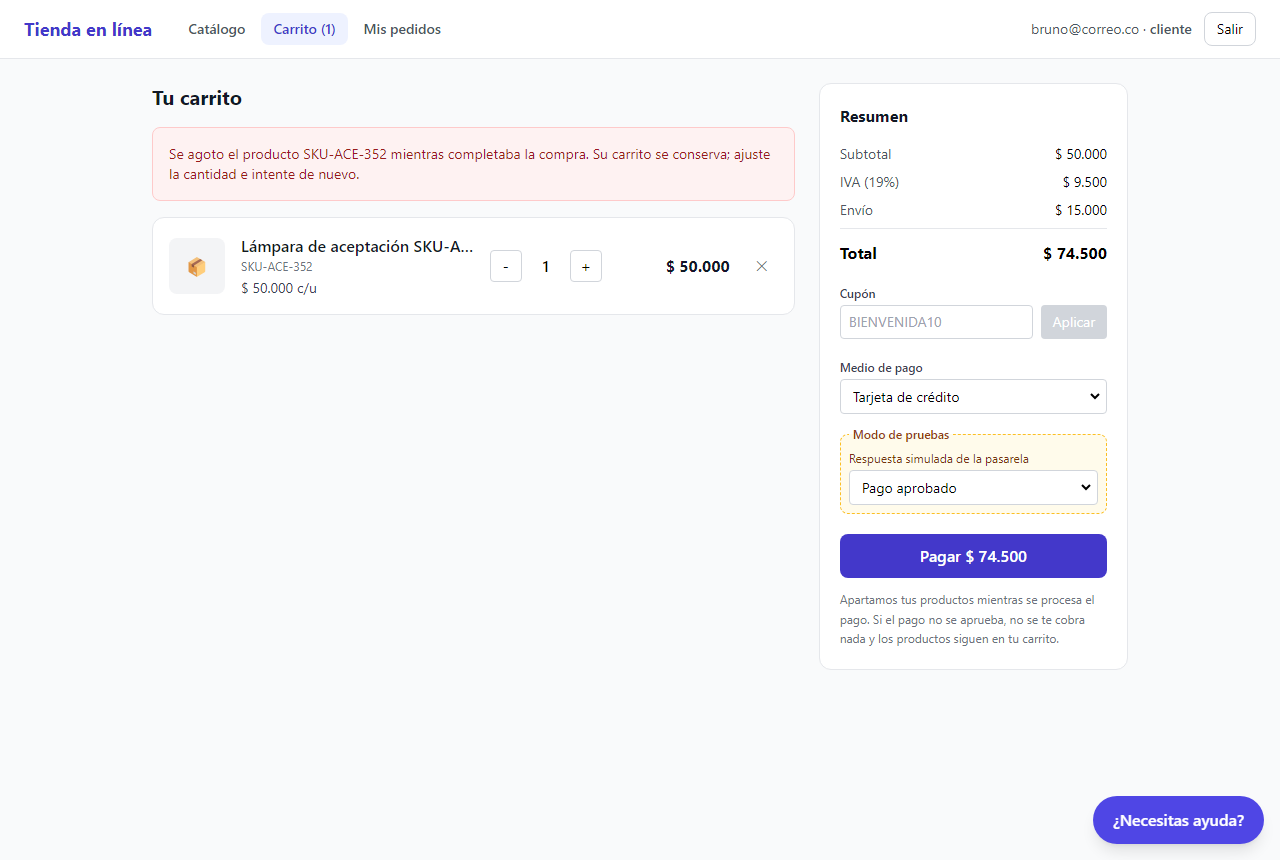 Tienda en línea
Catálogo
Carrito (1)
Mis pedidos
bruno@correo.co · cliente
Salir
Tu carrito
Se agoto el producto SKU-ACE-352 mientras completaba la compra. Su carrito se conserva; ajuste
la cantidad e intente de nuevo.
Lámpara de aceptación SKU-A...
SKU-ACE-352
$ 50.000 c/u
-
1
+
$ 50.000
×
Resumen
Subtotal $ 50.000
IVA (19%) $ 9.500
Envío $ 15.000
Total $ 74.500
Cupón
BIENVENIDA10
Aplicar
Medio de pago
Tarjeta de crédito
Modo de pruebas
Respuesta simulada de la pasarela
Pago aprobado
Pagar $ 74.500
Apartamos tus productos mientras se procesa el
pago. Si el pago no se aprueba, no se te cobra
nada y los productos siguen en tu carrito.
¿Necesitas ayuda?